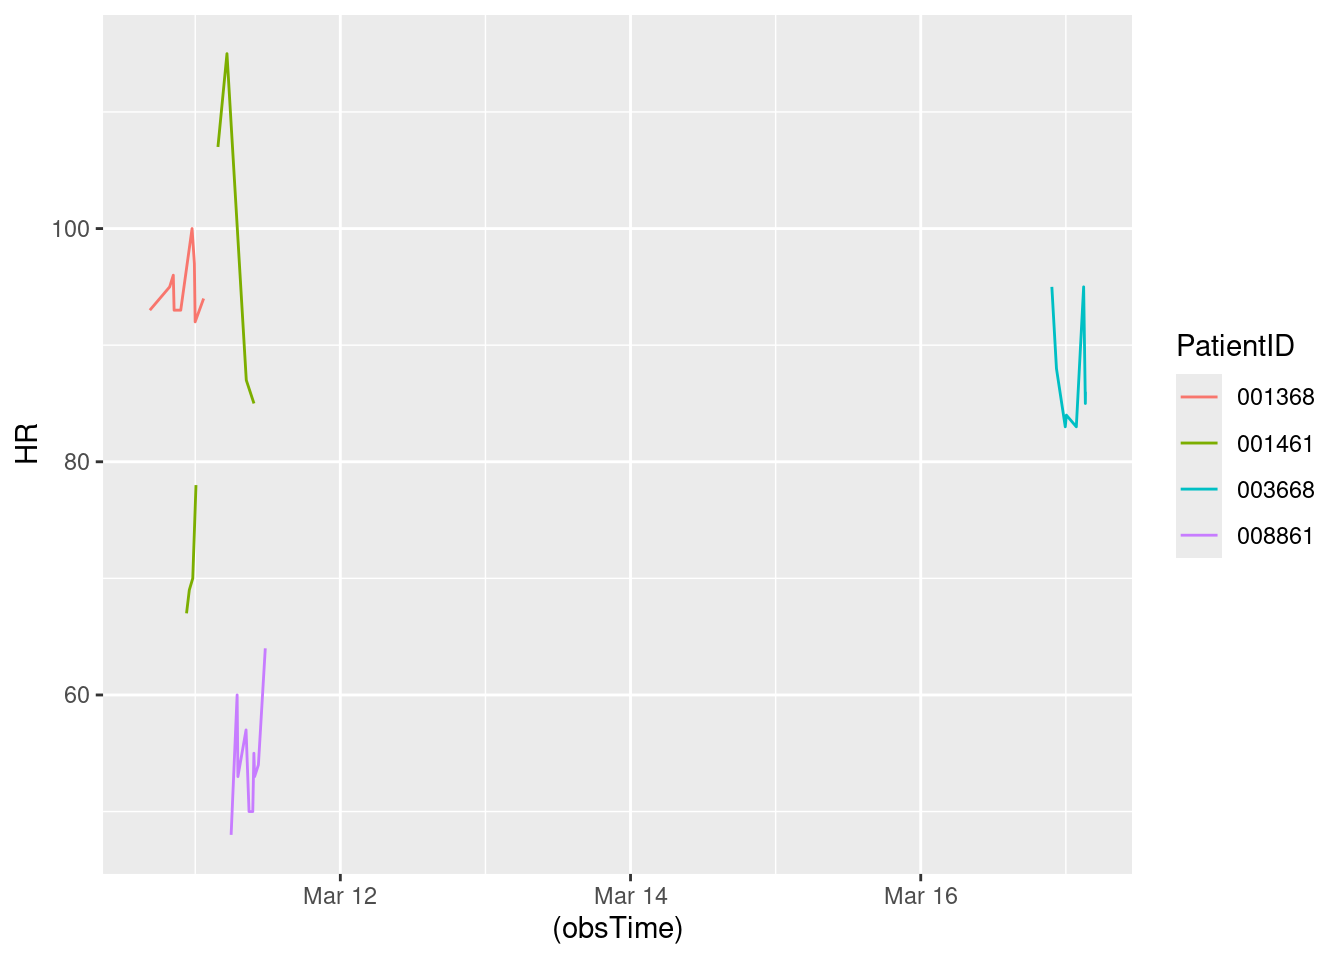 100
80
60
HR
Mar 12
Mar 14
Mar 16
(obsTime)
PatientID
001368
001461
003668
008861